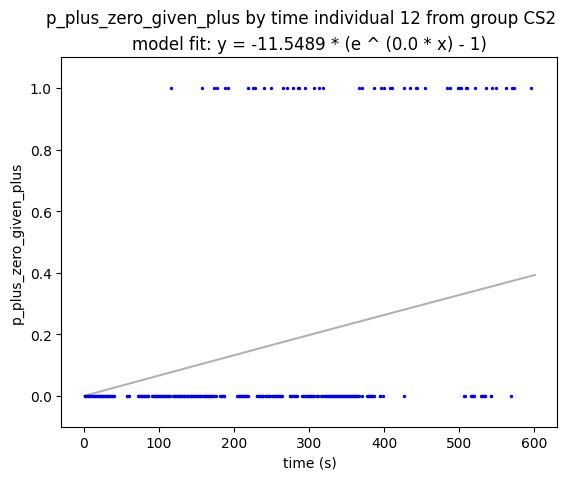 p_plus_zero_given_plus by time individual 12 from group CS2
model fit: y = -11.5489 * (e ^ (0.0 * x) - 1)
1.0
0.8
0.6
0.4
0.2
0.0
p_plus_zero_given_plus
0 100 200 300 400 500 600
time (s)